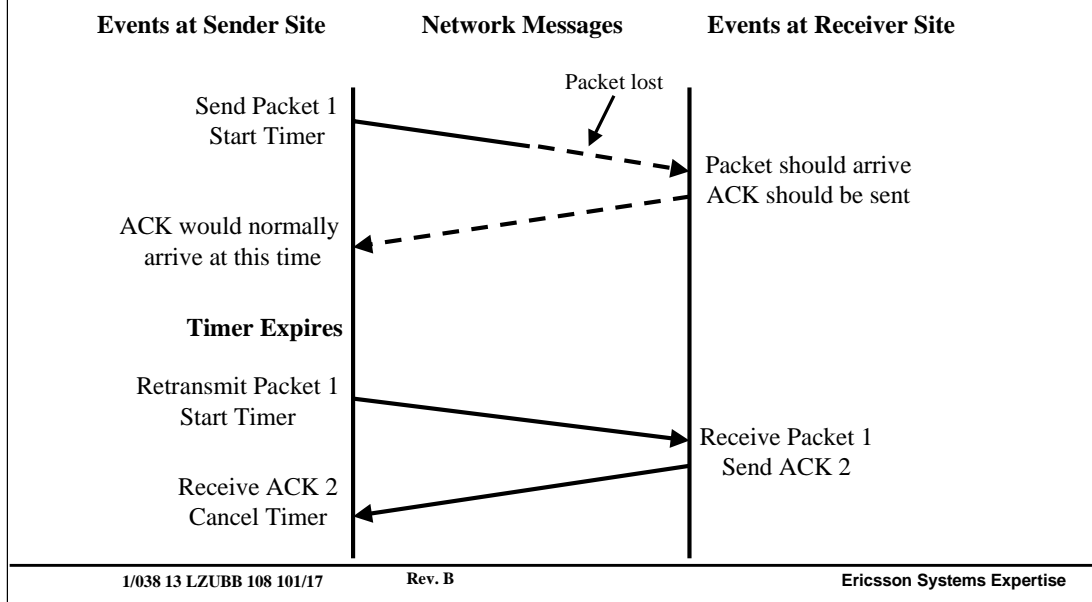 Events at Sender Site
Network Messages
Events at Receiver Site
Packet lost
Send Packet 1
Start Timer
Packet should arrive
ACK should be sent
ACK would normally
arrive at this time
Timer Expires
Retransmit Packet 1
Start Timer
Receive Packet 1
Send ACK 2
Receive ACK 2
Cancel Timer
1/038 13 LZUBB 108 101/17
Rev. B
Ericsson Systems Expertise